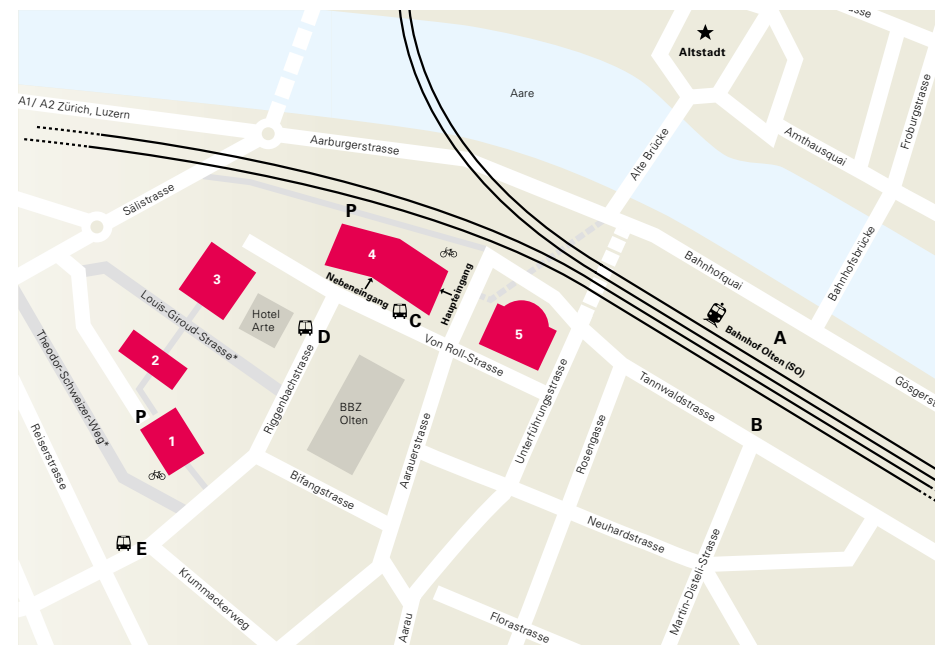 sse
Altstadt
A1/ A2 Zürich, Luzern
Aare
Aarburgerstrasse
Alte Brücke
Amthausquai
Froburgstrasse
Sälistrasse
P
4
Nebeneingang
Haupteingang
Bahnhofquai
Bahnhofsbrücke
3
Hotel
Arte
D
C
5
A
Bahnhof Olten (SO)
Gösgerst
Louis-Giroud-Strasse*
Von Roll-Strasse
2
Theodor-Schweizer-Weg*
Riggenbachstrasse
Tannwaldstrasse
B
P
1
BBZ
Olten
Aarauerstrasse
Unterführungsstrasse
Rosengasse
Reiserstrasse
Bifangstrasse
Neuhardstrasse
Martin-Disteli-Strasse
E
Krummackerweg
Aarau
Florastrasse